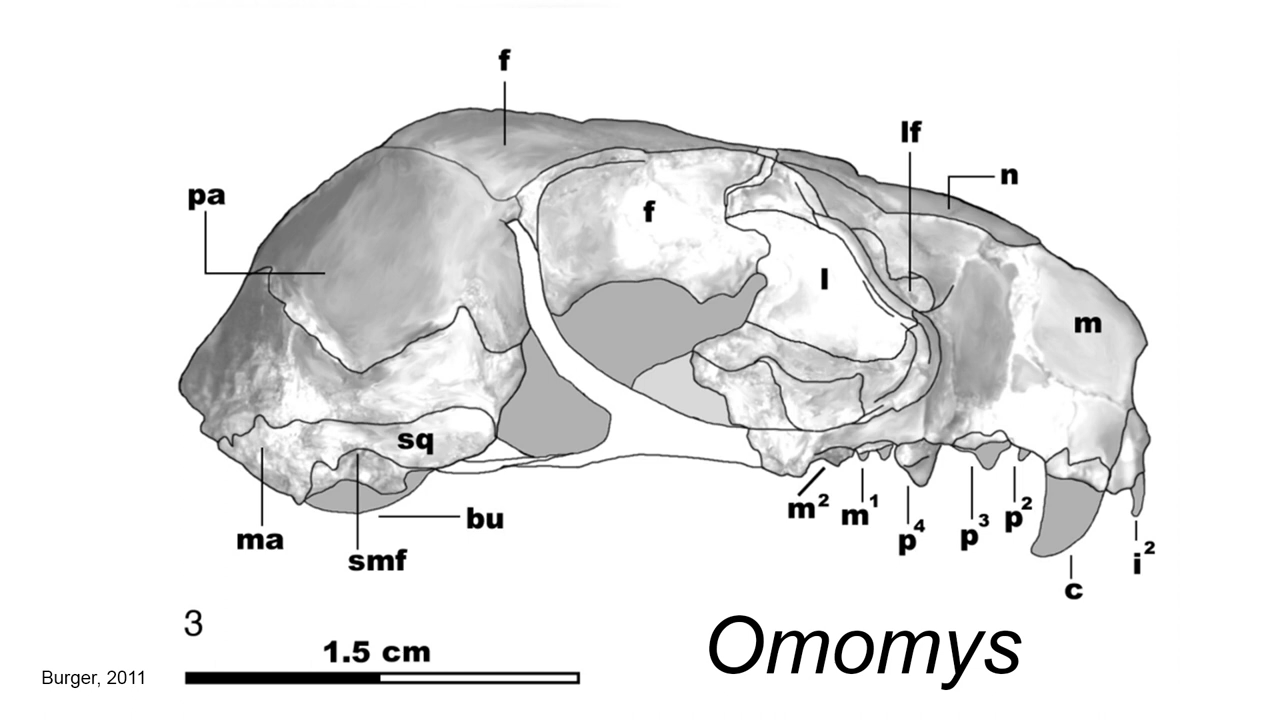 f
lf
n
pa
f
l
m
sq
m²
m¹
p⁴
p³
p²
i²
c
bu
ma
smf
3
1.5 cm
Omomys
Burger, 2011